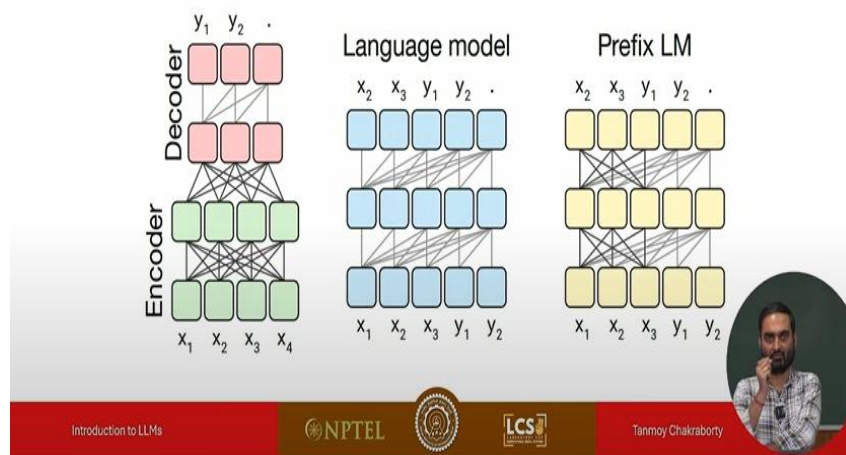 y₁ y₂ .
Decoder
Encoder
x₁ x₂ x₃ x₄
Language model
x₂ x₃ y₁ y₂ .
x₁ x₂ x₃ y₁ y₂
Prefix LM
x₂ x₃ y₁ y₂ .
x₁ x₂ x₃ y₁ y₂
Introduction to LLMs
NPTEL
LCS
Tanmoy Chakraborty